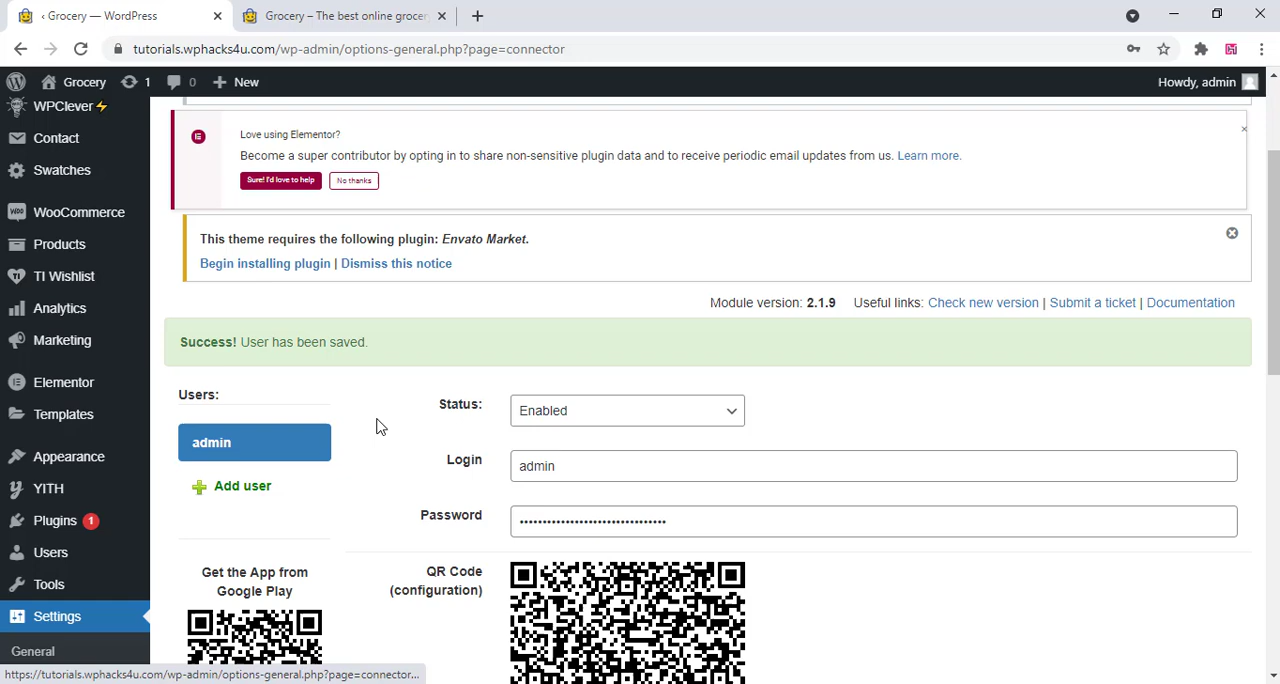 ‹ Grocery — WordPress
Grocery – The best online grocer
tutorials.wphacks4u.com/wp-admin/options-general.php?page=connector
Grocery 1 0 New Howdy, admin
WPClever⚡
Contact
Swatches
WooCommerce
Products
TI Wishlist
Analytics
Marketing
Elementor
Templates
Appearance
YITH
Plugins 1
Users
Tools
Settings
General
Love using Elementor?
Become a super contributor by opting in to share non-sensitive plugin data and to receive periodic email updates from us. Learn more.
Sure! I'd love to help No thanks
This theme requires the following plugin: Envato Market.
Begin installing plugin | Dismiss this notice
Module version: 2.1.9 Useful links: Check new version | Submit a ticket | Documentation
Success! User has been saved.
Users:
admin
Add user
Get the App from
Google Play
Status: Enabled
Login admin
Password ••••••••••••••••••••••••••••••••
QR Code
(configuration)
https://tutorials.wphacks4u.com/wp-admin/options-general.php?page=connector...